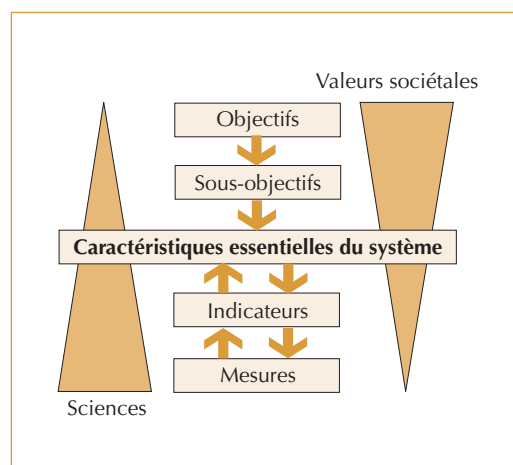 Valeurs sociétales
Objectifs
Sous-objectifs
Caractéristiques essentielles du système
Indicateurs
Mesures
Sciences